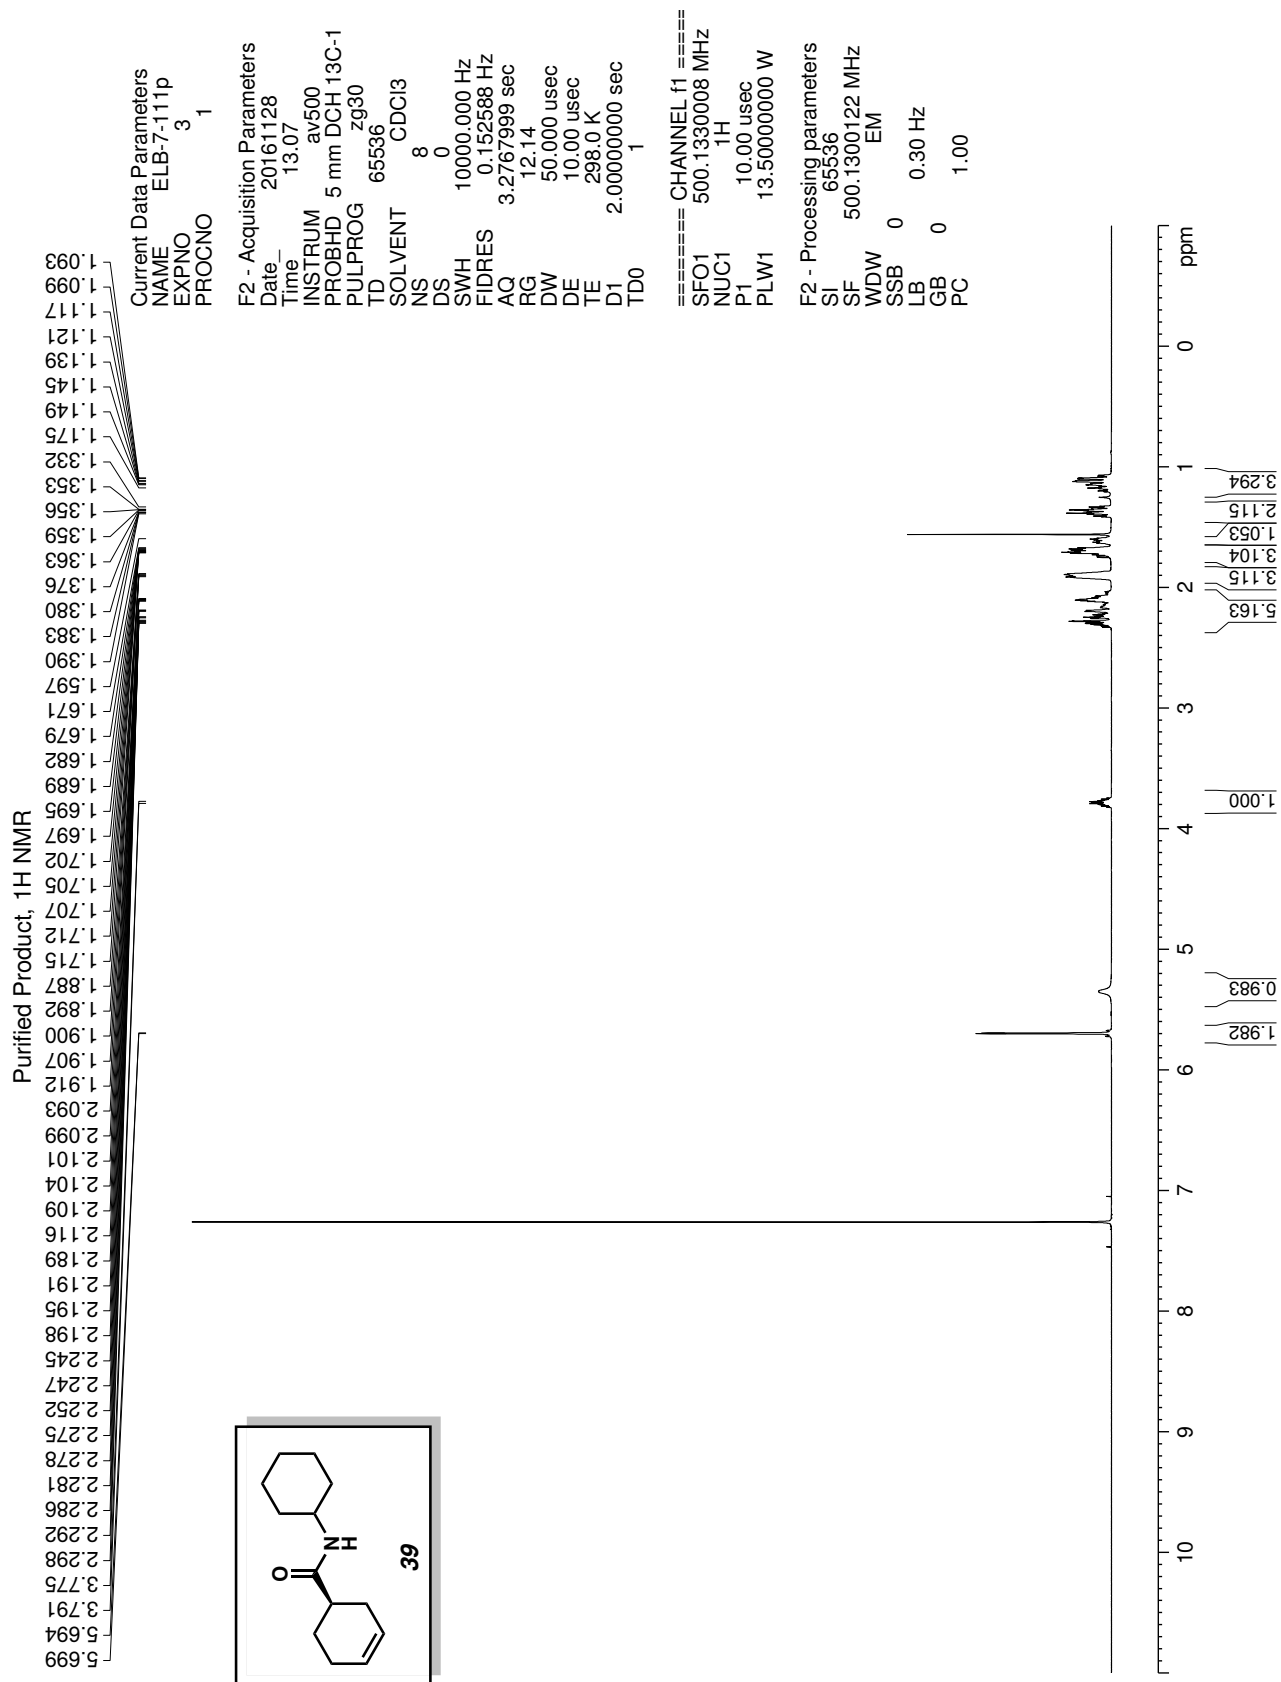 Purified Product, 1H NMR
5.699
5.694
3.791
3.775
2.298
2.292
2.286
2.281
2.278
2.275
2.252
2.247
2.245
2.198
2.195
2.191
2.189
2.116
2.109
2.104
2.101
2.099
2.093
1.912
1.907
1.900
1.892
1.887
1.715
1.712
1.707
1.705
1.702
1.697
1.695
1.689
1.682
1.679
1.671
1.597
1.390
1.383
1.380
1.376
1.363
1.359
1.356
1.353
1.332
1.175
1.149
1.145
1.139
1.121
1.117
1.099
1.093
Current Data Parameters
NAME ELB-7-111p
EXPNO 3
PROCNO 1
F2 - Acquisition Parameters
Date_ 20161128
Time 13.07
INSTRUM av500
PROBHD 5 mm DCH 13C-1
PULPROG zg30
TD 65536
SOLVENT CDCl3
NS 8
DS 0
SWH 10000.000 Hz
FIDRES 0.152588 Hz
AQ 3.2767999 sec
RG 12.14
DW 50.000 usec
DE 10.00 usec
TE 298.0 K
D1 2.00000000 sec
TD0 1
======== CHANNEL f1 ========
SFO1 500.1330008 MHz
NUC1 1H
P1 10.00 usec
PLW1 13.50000000 W
F2 - Processing parameters
SI 65536
SF 500.1300122 MHz
WDW EM
SSB 0
LB 0.30 Hz
GB 0
PC 1.00
O
N
H
39
10 9 8 7 6 5 4 3 2 1 0 ppm
1.982
0.983
1.000
5.163
3.115
3.104
1.053
2.115
3.294